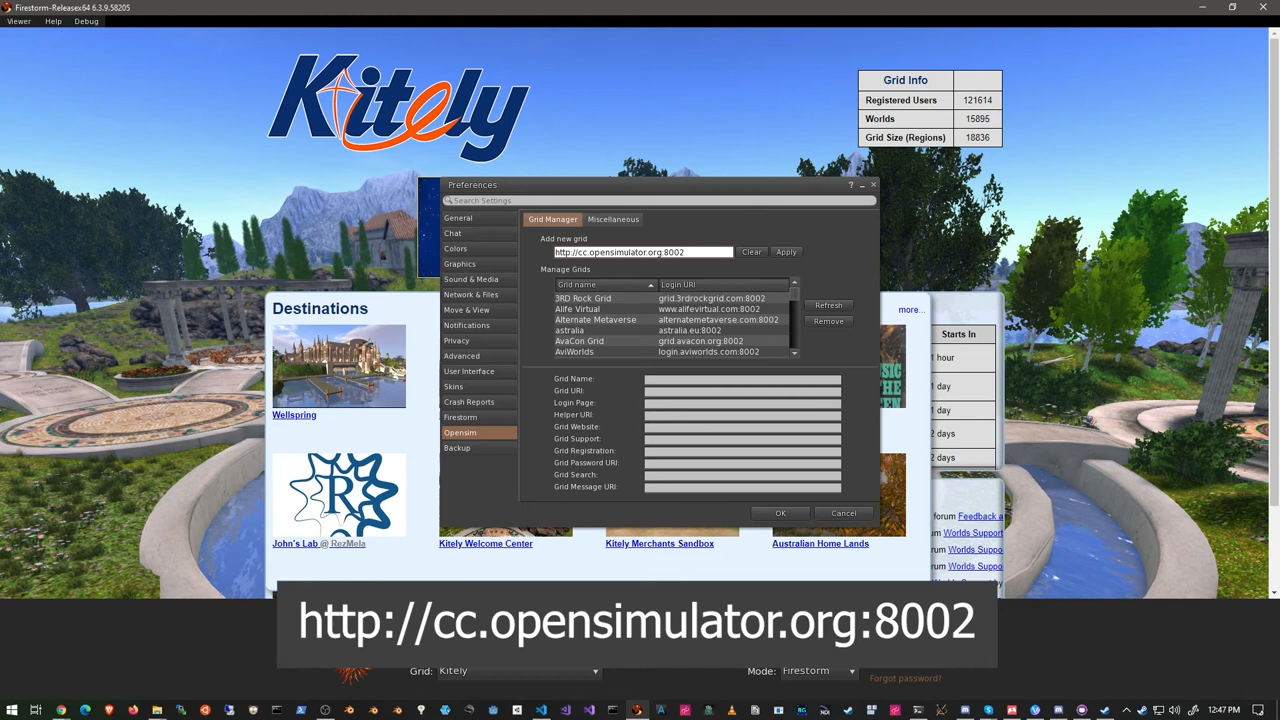 Firestorm-Releasex64 6.3.9.58205
Viewer Help Debug
Kitely
Grid Info
Registered Users 121614
Worlds 15895
Grid Size (Regions) 18836
Preferences
Search Settings
General
Chat
Colors
Graphics
Sound & Media
Network & Files
Move & View
Notifications
Privacy
Advanced
User Interface
Skins
Crash Reports
Firestorm
Opensim
Backup
Grid Manager Miscellaneous
Add new grid
http://cc.opensimulator.org:8002 Clear Apply
Manage Grids
Grid name Login URI
3RD Rock Grid grid.3rdrockgrid.com:8002
Alife Virtual www.alifevirtual.com:8002
Alternate Metaverse alternatemetaverse.com:8002
astralia astralia.eu:8002
AvaCon Grid grid.avacon.org:8002
AviWorlds login.aviworlds.com:8002
Refresh
Remove
Grid Name:
Grid URI:
Login Page:
Helper URI:
Grid Website:
Grid Support:
Grid Registration:
Grid Password URI:
Grid Search:
Grid Message URI:
OK Cancel
Destinations
more...
Wellspring
R
John's Lab @ RezMela
Kitely Welcome Center
Kitely Merchants Sandbox
Australian Home Lands
SIC
THE
EN
Starts In
1 hour
1 day
1 day
2 days
2 days
forum Feedback a
rum Worlds Support
orum Worlds Suppo
rum Worlds Suppo
Worlds Suppo
http://cc.opensimulator.org:8002
Grid: Kitely
Mode: Firestorm
Forgot password?
12:47 PM